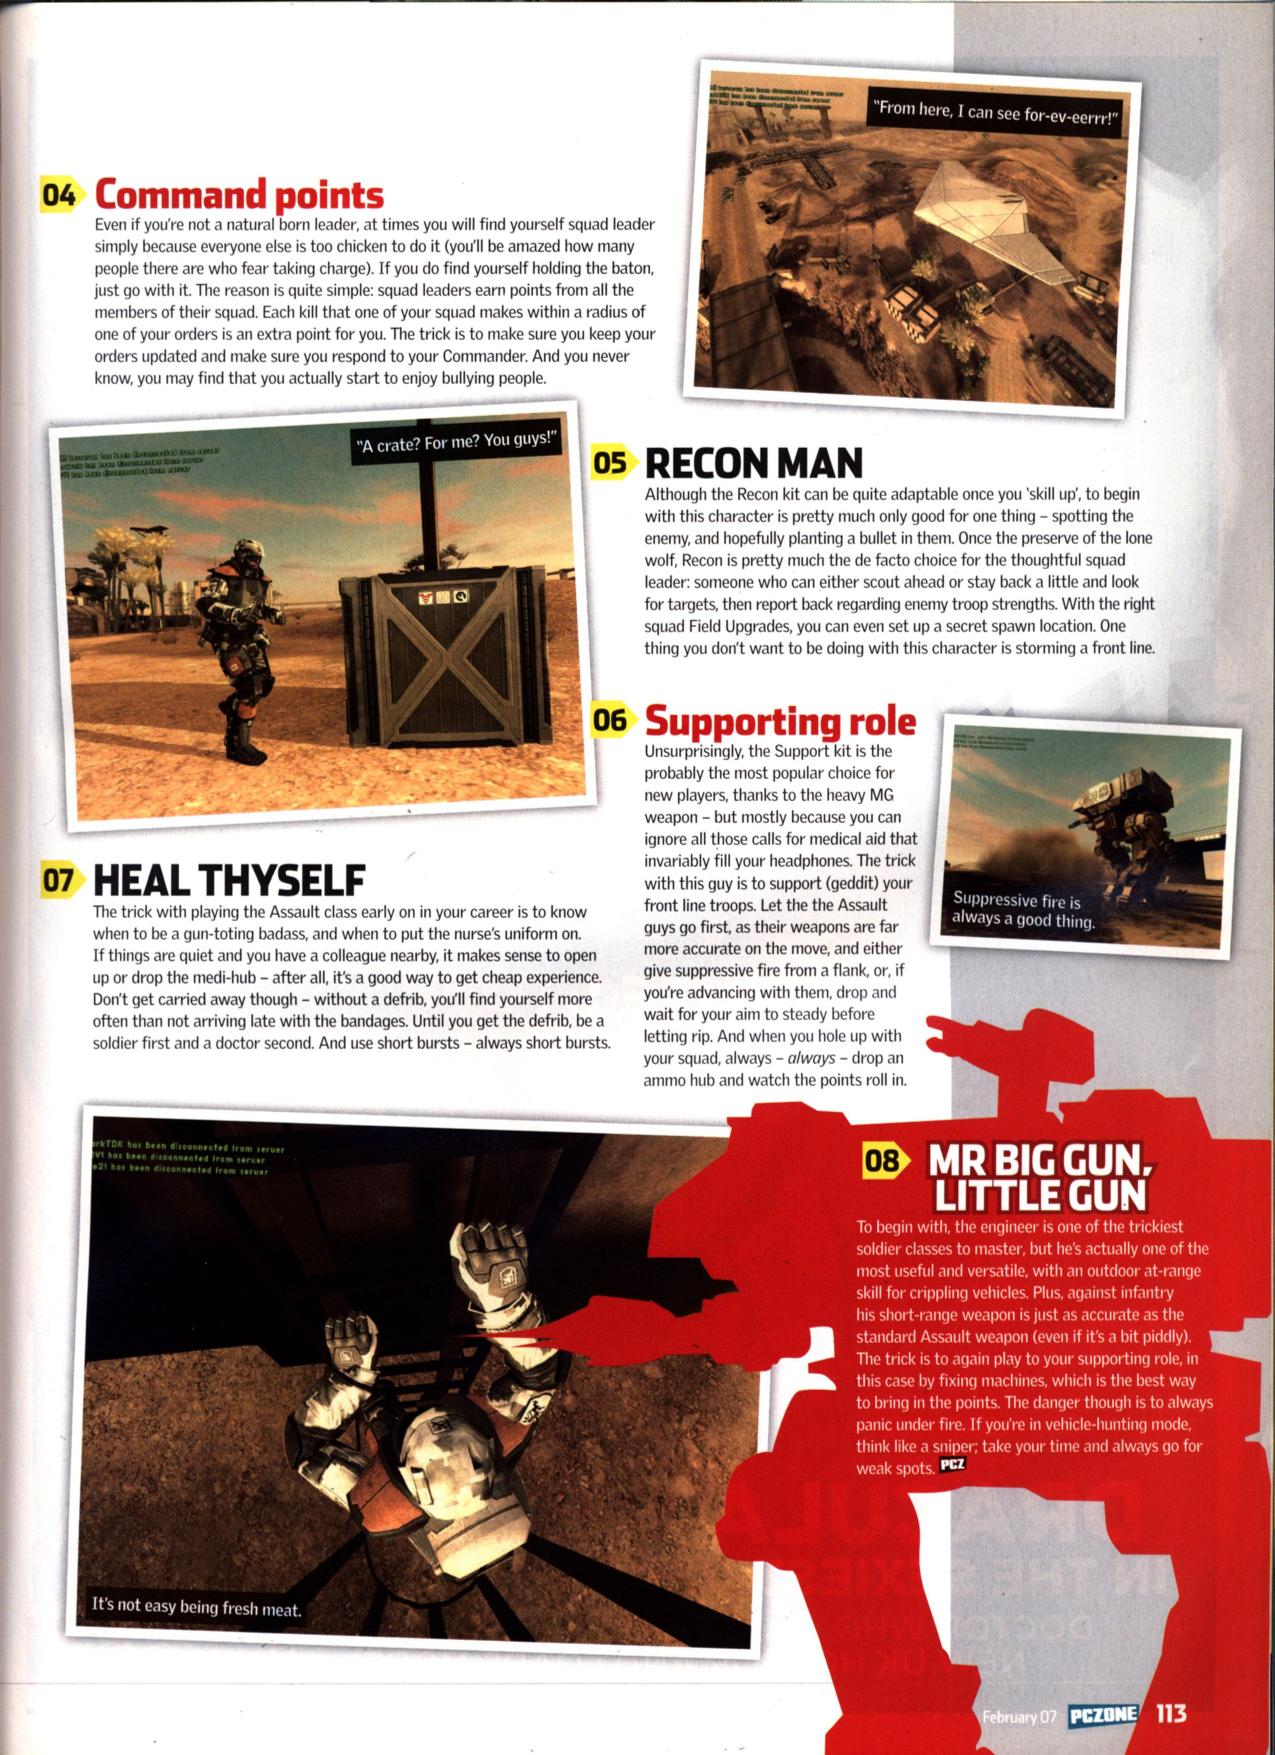 "From here, I can see for-ev-eerrr!"
04 Command points
Even if you're not a natural born leader, at times you will find yourself squad leader
simply because everyone else is too chicken to do it (you'll be amazed how many
people there are who fear taking charge). If you do find yourself holding the baton,
just go with it. The reason is quite simple: squad leaders earn points from all the
members of their squad. Each kill that one of your squad makes within a radius of
one of your orders is an extra point for you. The trick is to make sure you keep your
orders updated and make sure you respond to your Commander. And you never
know, you may find that you actually start to enjoy bullying people.
"A crate? For me? You guys!"
05 RECON MAN
Although the Recon kit can be quite adaptable once you 'skill up', to begin
with this character is pretty much only good for one thing – spotting the
enemy, and hopefully planting a bullet in them. Once the preserve of the lone
wolf, Recon is pretty much the de facto choice for the thoughtful squad
leader: someone who can either scout ahead or stay back a little and look
for targets, then report back regarding enemy troop strengths. With the right
squad Field Upgrades, you can even set up a secret spawn location. One
thing you don't want to be doing with this character is storming a front line.
06 Supporting role
Unsurprisingly, the Support kit is the
probably the most popular choice for
new players, thanks to the heavy MG
weapon – but mostly because you can
ignore all those calls for medical aid that
invariably fill your headphones. The trick
with this guy is to support (geddit) your
front line troops. Let the the Assault
guys go first, as their weapons are far
more accurate on the move, and either
give suppressive fire from a flank, or, if
you're advancing with them, drop and
wait for your aim to steady before
letting rip. And when you hole up with
your squad, always – always – drop an
ammo hub and watch the points roll in.
Suppressive fire is
always a good thing.
07 HEAL THYSELF
The trick with playing the Assault class early on in your career is to know
when to be a gun-toting badass, and when to put the nurse's uniform on.
If things are quiet and you have a colleague nearby, it makes sense to open
up or drop the medi-hub – after all, it's a good way to get cheap experience.
Don't get carried away though – without a defrib, you'll find yourself more
often than not arriving late with the bandages. Until you get the defrib, be a
soldier first and a doctor second. And use short bursts – always short bursts.
arkTDK has been disconnected from server
has been disconnected from server
e21 has been disconnected from server
It's not easy being fresh meat.
08 MR BIG GUN,
LITTLE GUN
To begin with, the engineer is one of the trickiest
soldier classes to master, but he's actually one of the
most useful and versatile, with an outdoor at-range
skill for crippling vehicles. Plus, against infantry
his short-range weapon is just as accurate as the
standard Assault weapon (even if it's a bit piddly).
The trick is to again play to your supporting role, in
this case by fixing machines, which is the best way
to bring in the points. The danger though is to always
panic under fire. If you're in vehicle-hunting mode,
think like a sniper; take your time and always go for
weak spots. PCZ
February 07 PCZONE 113